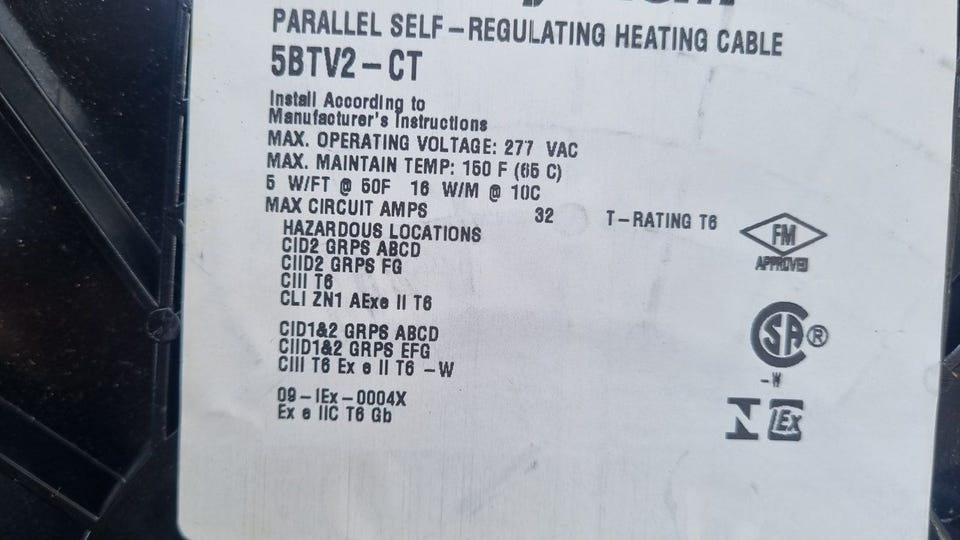 PARALLEL SELF-REGULATING HEATING CABLE
5BTV2-CT
Install According to
Manufacturer's Instructions
MAX. OPERATING VOLTAGE: 277 VAC
MAX. MAINTAIN TEMP: 150 F (65 C)
5 W/FT @ 50F 16 W/M @ 10C
MAX CIRCUIT AMPS 32 T-RATING T6
HAZARDOUS LOCATIONS
CID2 GRPS ABCD
CIID2 GRPS FG
CIII T6
CLI ZN1 AExe II T6
FM
APPROVED
CID1&2 GRPS ABCD
CIID1&2 GRPS EFG
CIII T6 Ex e II T6 -W
SA ®
-W
09-IEx-0004X
Ex e IIC T6 Gb
IEx